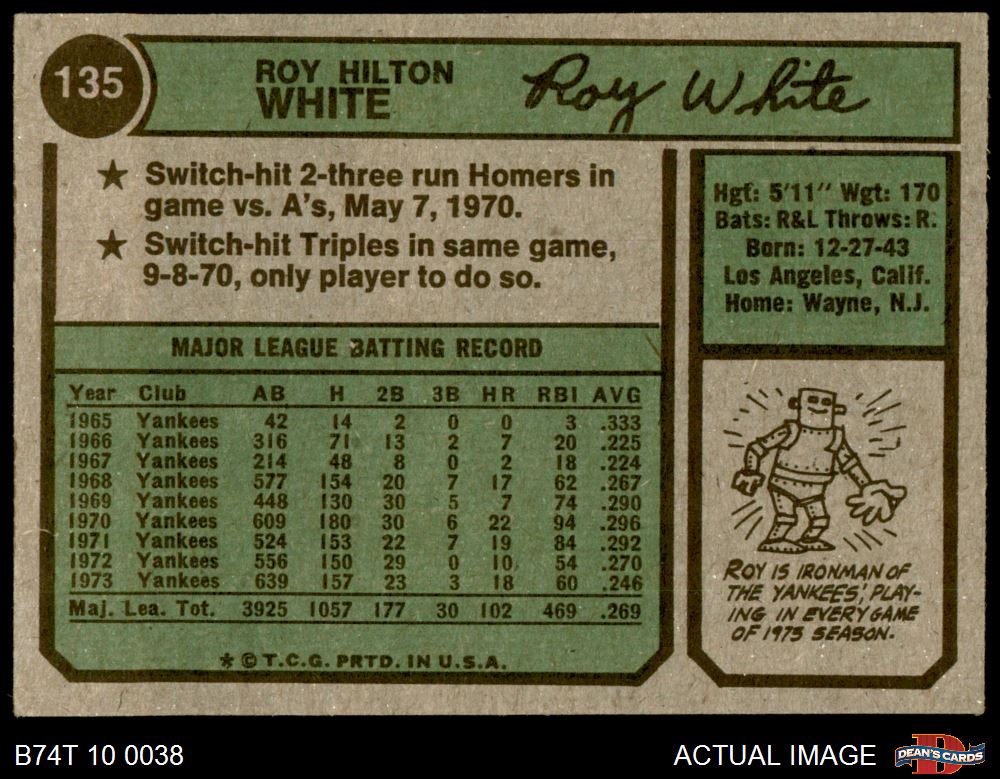 135
ROY HILTON
WHITE
Roy White
★ Switch-hit 2-three run Homers in
game vs. A's, May 7, 1970.
★ Switch-hit Triples in same game,
9-8-70, only player to do so.
Hgt: 5'11" Wgt: 170
Bats: R&L Throws: R.
Born: 12-27-43
Los Angeles, Calif.
Home: Wayne, N.J.
MAJOR LEAGUE BATTING RECORD
Year Club AB H 2B 3B HR RBI AVG
1965 Yankees 42 14 2 0 0 3 .333
1966 Yankees 316 71 13 2 7 20 .225
1967 Yankees 214 48 8 0 2 18 .224
1968 Yankees 577 154 20 7 17 62 .267
1969 Yankees 448 130 30 5 7 74 .290
1970 Yankees 609 180 30 6 22 94 .296
1971 Yankees 524 153 22 7 19 84 .292
1972 Yankees 556 150 29 0 10 54 .270
1973 Yankees 639 157 23 3 18 60 .246
Maj. Lea. Tot. 3925 1057 177 30 102 469 .269
* © T.C.G. PRTD. IN U.S.A.
ROY IS IRONMAN OF
THE YANKEES', PLAY-
ING IN EVERY GAME
OF 1973 SEASON.
B74T 10 0038
ACTUAL IMAGE
D
DEAN'S CARDS